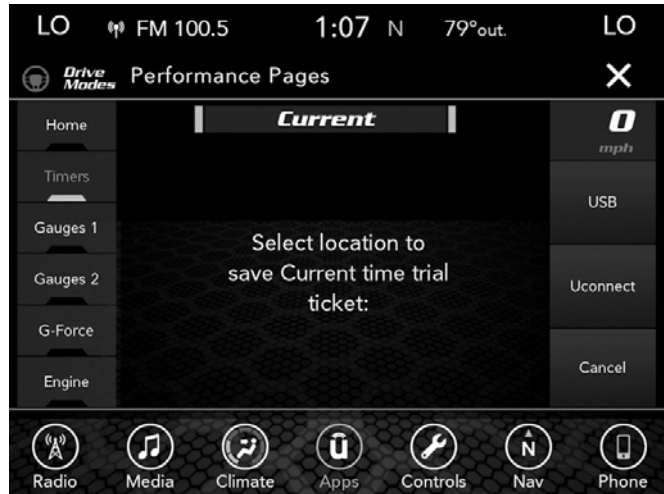 LO FM 100.5 1:07 N 79°out. LO
Drive Modes Performance Pages X
Home
Timers
Gauges 1
Gauges 2
G-Force
Engine
Current
Select location to
save Current time trial
ticket:
0
mph
USB
Uconnect
Cancel
Radio Media Climate Apps Controls Nav Phone